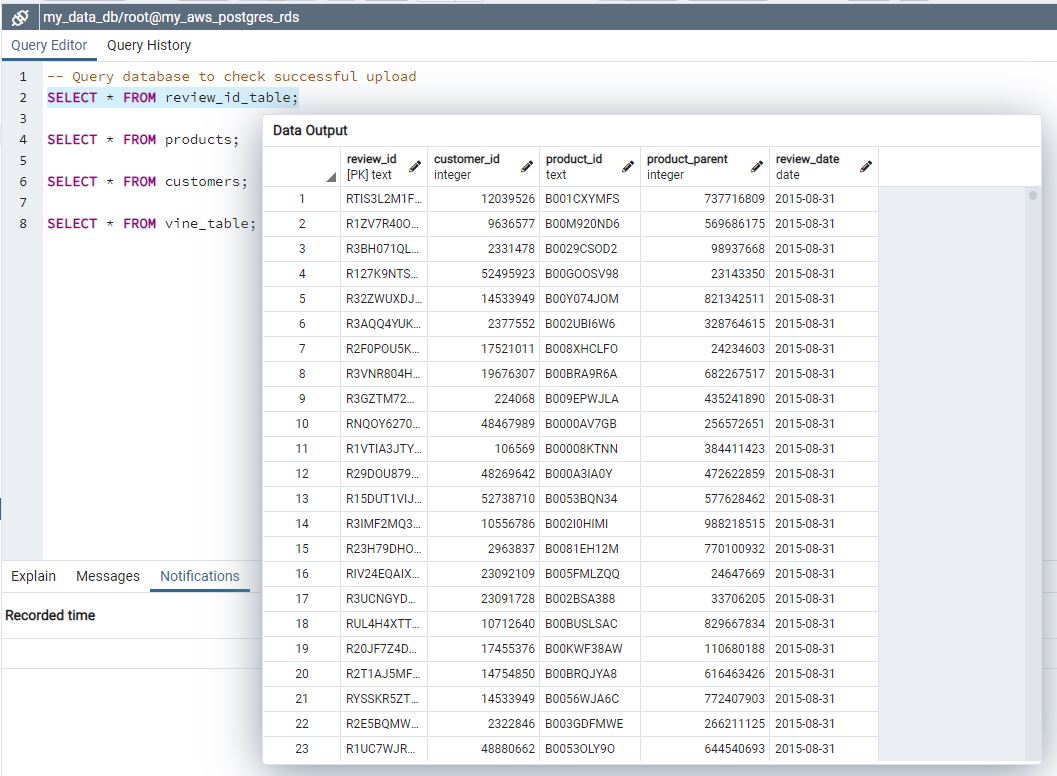 my_data_db/root@my_aws_postgres_rds
Query Editor Query History
1 -- Query database to check successful upload
2 SELECT * FROM review_id_table;
3
4 SELECT * FROM products;
5
6 SELECT * FROM customers;
7
8 SELECT * FROM vine_table;
Data Output
review_id customer_id product_id product_parent review_date
[PK] text integer text integer date
1 RTIS3L2M1F... 12039526 B001CXYMFS 737716809 2015-08-31
2 R1ZV7R40O... 9636577 B00M920ND6 569686175 2015-08-31
3 R3BH071QL... 2331478 B0029CSOD2 98937668 2015-08-31
4 R127K9NTS... 52495923 B00GOOSV98 23143350 2015-08-31
5 R32ZWUXDJ... 14533949 B00Y074JOM 821342511 2015-08-31
6 R3AQQ4YUK... 2377552 B002UBI6W6 328764615 2015-08-31
7 R2F0POU5K... 17521011 B008XHCLFO 24234603 2015-08-31
8 R3VNR804H... 19676307 B00BRA9R6A 682267517 2015-08-31
9 R3GZTM72... 224068 B009EPWJLA 435241890 2015-08-31
10 RNQOY6270... 48467989 B0000AV7GB 256572651 2015-08-31
11 R1VTIA3JTY... 106569 B00008KTNN 384411423 2015-08-31
12 R29DOU879... 48269642 B000A3IA0Y 472622859 2015-08-31
13 R15DUT1VIJ... 52738710 B0053BQN34 577628462 2015-08-31
14 R3IMF2MQ3... 10556786 B002I0HIMI 988218515 2015-08-31
15 R23H79DHO... 2963837 B0081EH12M 770100932 2015-08-31
16 RIV24EQAIX... 23092109 B005FMLZQQ 24647669 2015-08-31
17 R3UCNGYD... 23091728 B002BSA388 33706205 2015-08-31
18 RUL4H4XTT... 10712640 B00BUSLSAC 829667834 2015-08-31
19 R20JF7Z4D... 17455376 B00KWF38AW 110680188 2015-08-31
20 R2T1AJ5MF... 14754850 B00BRQJYA8 616463426 2015-08-31
21 RYSSKR5ZT... 14533949 B0056WJA6C 772407903 2015-08-31
22 R2E5BQMW... 2322846 B003GDFMWE 266211125 2015-08-31
23 R1UC7WJR... 48880662 B0053OLY9O 644540693 2015-08-31
Explain Messages Notifications
Recorded time